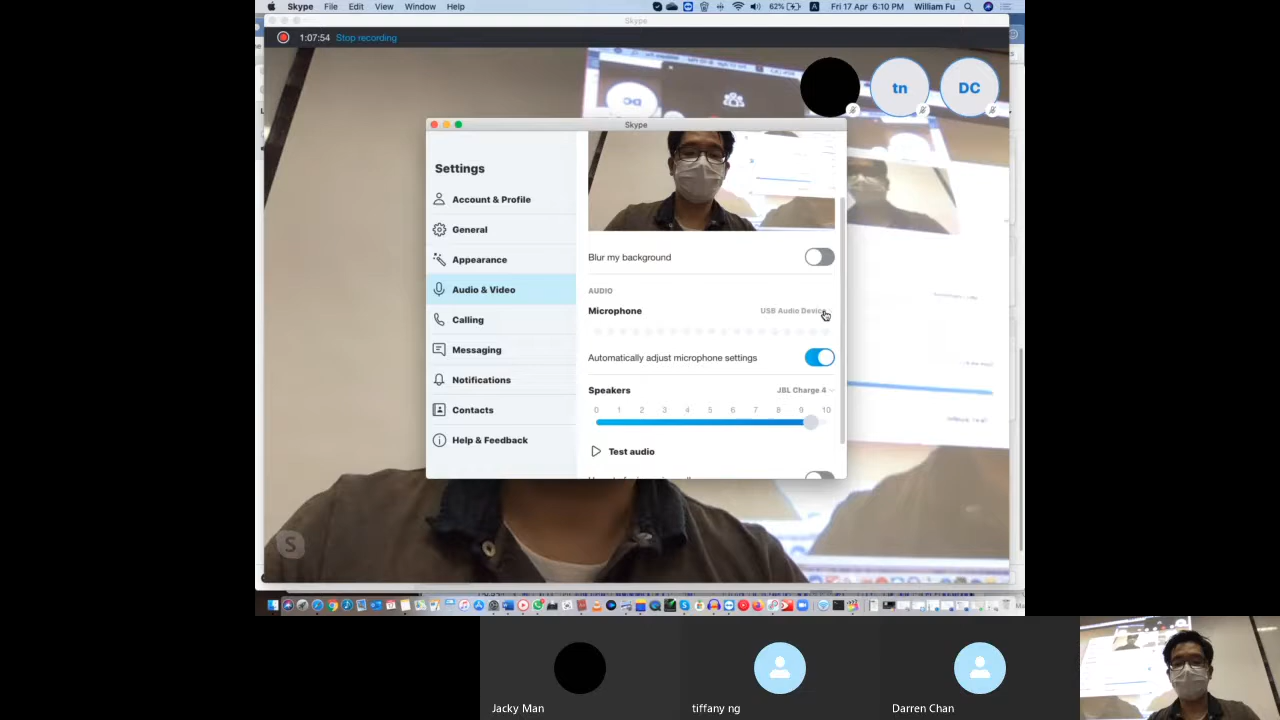 Skype File Edit View Window Help
62% A Fri 17 Apr 6:10 PM William Fu
Skype
1:07:54 Stop recording
tn
DC
Skype
Settings
Account & Profile
General
Appearance
Audio & Video
Calling
Messaging
Notifications
Contacts
Help & Feedback
Blur my background
AUDIO
Microphone USB Audio Device
Automatically adjust microphone settings
Speakers JBL Charge 4
0 1 2 3 4 5 6 7 8 9 10
Test audio
S
Jacky Man
tiffany ng
Darren Chan